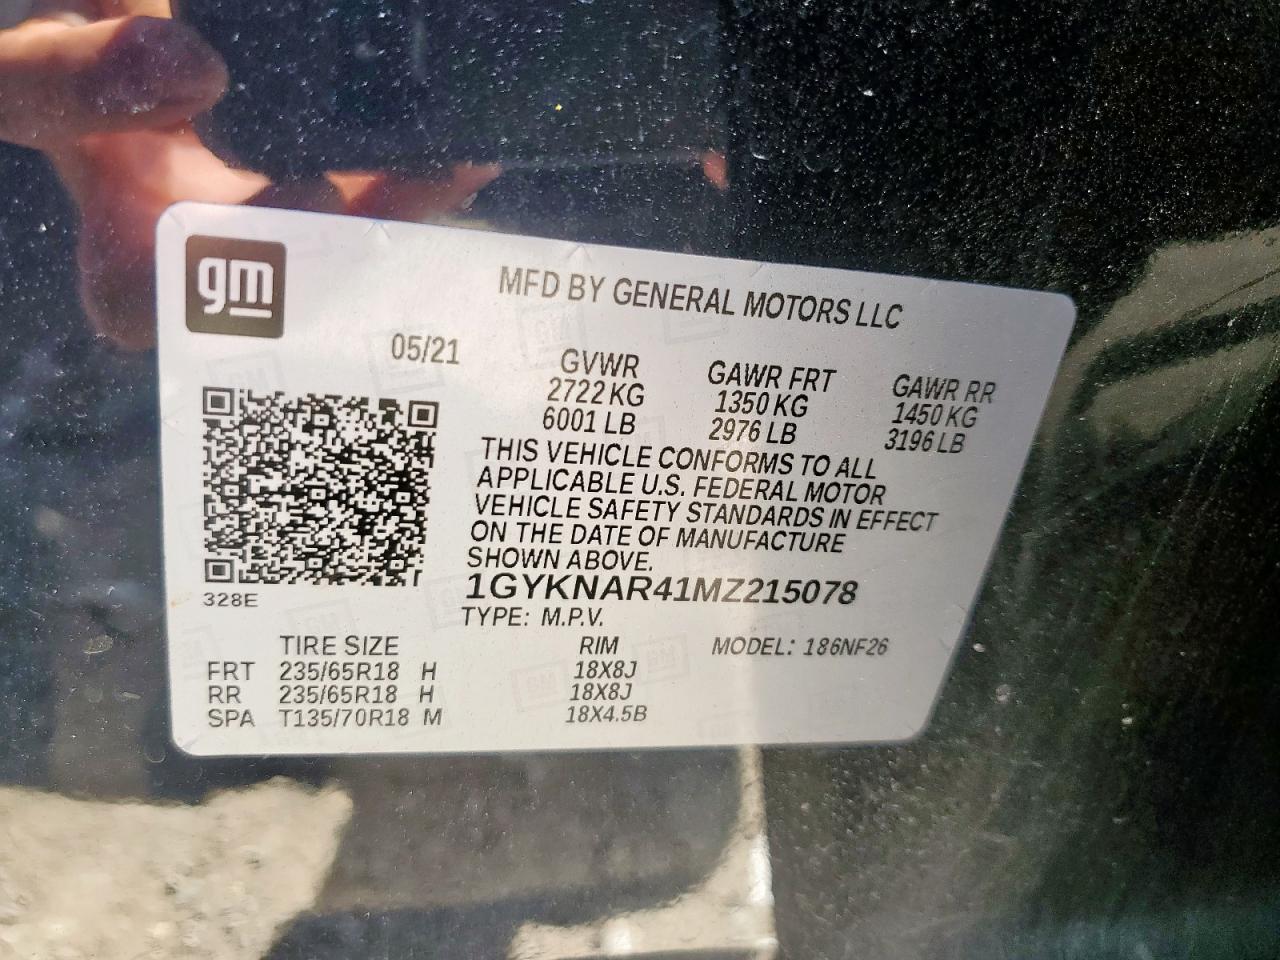 gm
MFD BY GENERAL MOTORS LLC
05/21
GVWR GAWR FRT GAWR RR
2722 KG 1350 KG 1450 KG
6001 LB 2976 LB 3196 LB
THIS VEHICLE CONFORMS TO ALL
APPLICABLE U.S. FEDERAL MOTOR
VEHICLE SAFETY STANDARDS IN EFFECT
ON THE DATE OF MANUFACTURE
SHOWN ABOVE.
1GYKNAR41MZ215078
328E
TYPE: M.P.V.
TIRE SIZE RIM MODEL: 186NF26
FRT 235/65R18 H 18X8J
RR 235/65R18 H 18X8J
SPA T135/70R18 M 18X4.5B